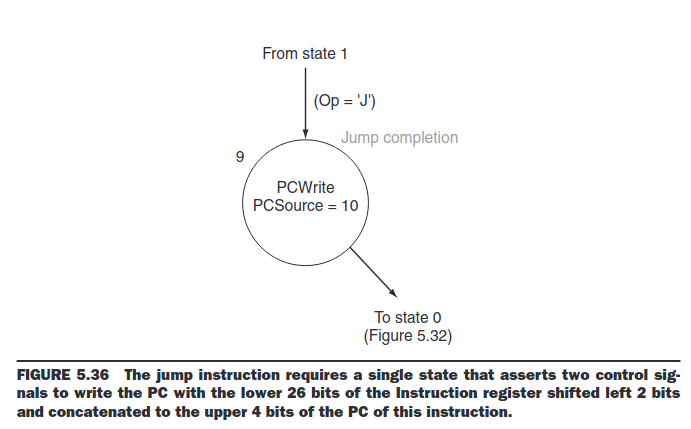 From state 1
(Op = 'J')
Jump completion
9
PCWrite
PCSource = 10
To state 0
(Figure 5.32)
FIGURE 5.36 The jump instruction requires a single state that asserts two control sig-
nals to write the PC with the lower 26 bits of the Instruction register shifted left 2 bits
and concatenated to the upper 4 bits of the PC of this instruction.